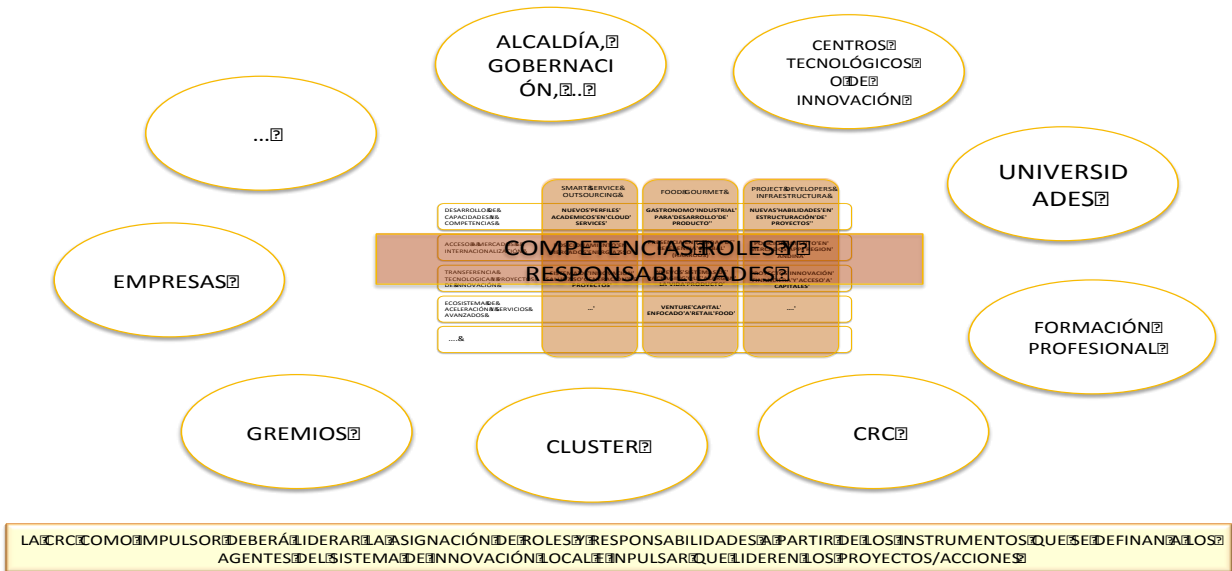 ALCALDÍA,
GOBERNACI
ÓN,...
CENTROS
TECNOLÓGICOS
O DE
INNOVACIÓN
...
UNIVERSID
ADES
SMART SERVICE &
OUTSOURCING &
FOOD & GOURMET &
PROJECT DEVELOPERS &
INFRAESTRUCTURA &
DESARROLLO DE &
CAPACIDADES &
COMPETENCIAS &
NUEVOS 'PERFILES'
ACADEMICOS 'EN 'CLOUD'
SERVICES'
GASTRONOMO 'INDUSTRIAL'
PARA 'DESARROLLO 'DE'
PRODUCTO''
NUEVAS 'HABILIDADES 'EN'
ESTRUCTURACIÓN 'DE'
PROYECTOS''
COMPETENCIAS, ROLES Y
RESPONSABILIDADES
EMPRESAS
TRANSFERENCIA &
PROYECTOS
CAPITALES'
ECOSISTEMA DE &
ACELERACIÓN Y SERVICIOS &
AVANZADOS &
...'
VENTURE 'CAPITAL'
ENFOCADO 'A 'RETAIL 'FOOD'
....'
....&
FORMACIÓN
PROFESIONAL
GREMIOS
CLUSTER
CRC
LA CRC COMO IMPULSOR DEBERÁ LIDERAR LA ASIGNACIÓN DE ROLES Y RESPONSABILIDADES A PARTIR DE LOS INSTRUMENTOS QUE SE DEFINAN A LOS
AGENTES DEL SISTEMA DE INNOVACIÓN LOCAL E INPULSAR QUE LIDEREN LOS PROYECTOS/ACCIONES